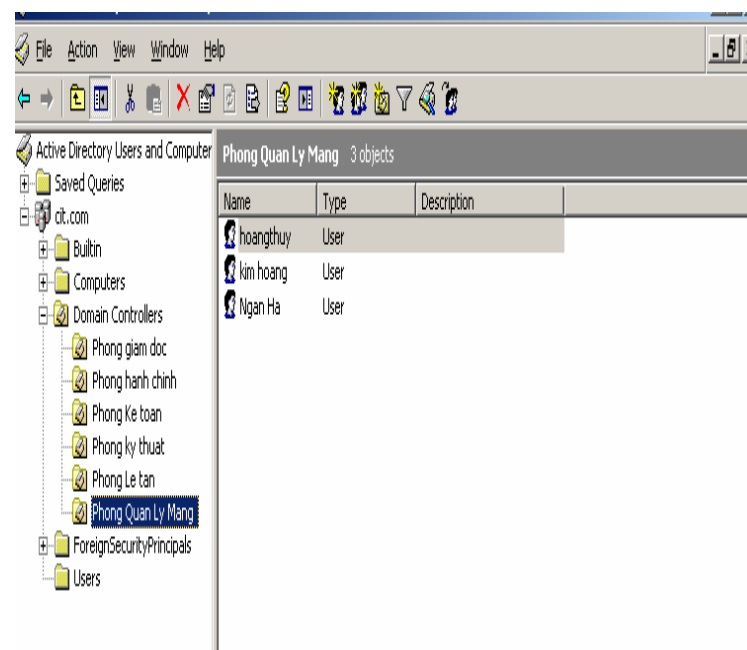 File Action View Window Help
Active Directory Users and Computer
Saved Queries
cit.com
Builtin
Computers
Domain Controllers
Phong giam doc
Phong hanh chinh
Phong Ke toan
Phong ky thuat
Phong Le tan
Phong Quan Ly Mang
ForeignSecurityPrincipals
Users
Phong Quan Ly Mang 3 objects
Name Type Description
hoangthuy User
kim hoang User
Ngan Ha User